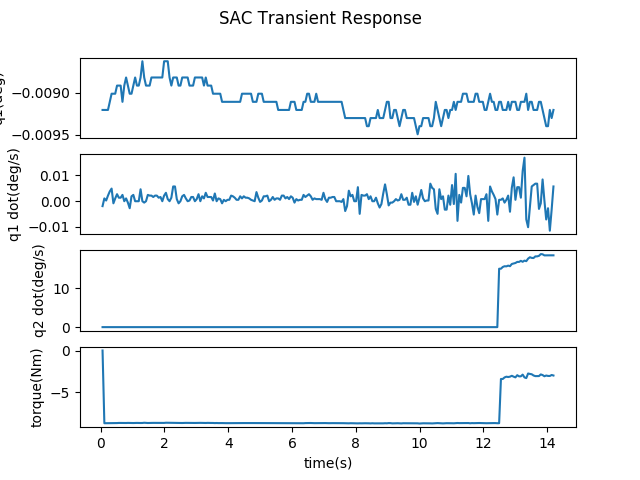 SAC Transient Response
q1(deg)
−0.0090
−0.0095
q1 dot(deg/s)
0.01
0.00
−0.01
q2 dot(deg/s)
10
0
torque(Nm)
0
−5
0 2 4 6 8 10 12 14
time(s)